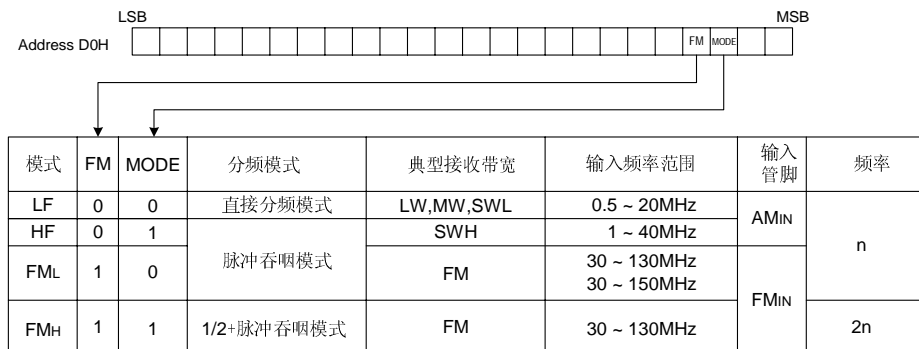 LSB MSB
Address D0H FM MODE
模式 FM MODE 分频模式 典型接收带宽 输入频率范围 输入管脚 频率
LF 0 0 直接分频模式 LW,MW,SWL 0.5 ~ 20MHz AMIN n
HF 0 1 脉冲吞咽模式 SWH 1 ~ 40MHz
FML 1 0 FM 30 ~ 130MHz FMIN
30 ~ 150MHz
FMH 1 1 1/2+脉冲吞咽模式 FM 30 ~ 130MHz 2n